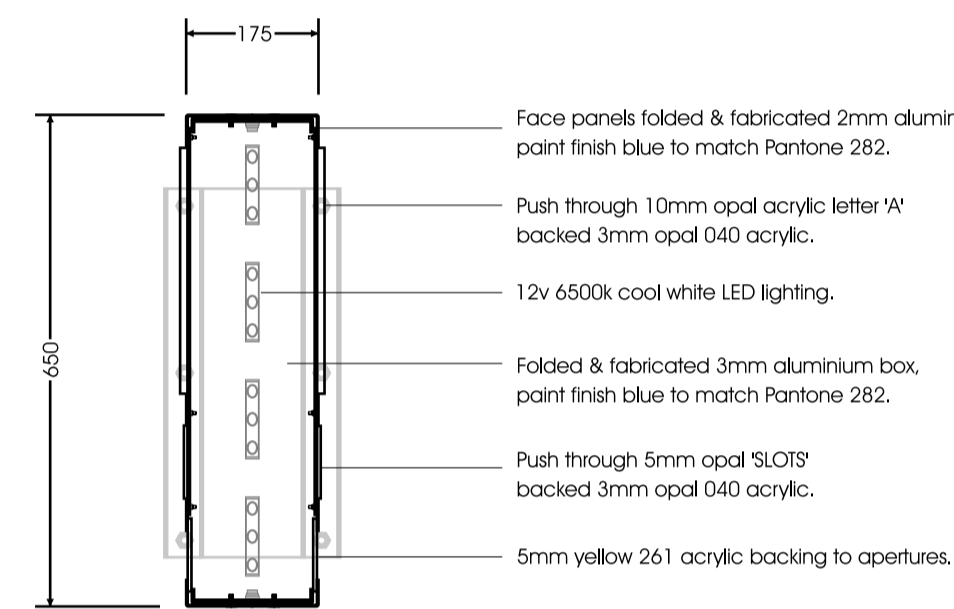 175
Face panels folded & fabricated 2mm
paint finish blue to match Pantone 282.
Push through 10mm opal acrylic letter 'A'
backed 3mm opal 040 acrylic.
12v 6500k cool white LED lighting.
650
Folded & fabricated 3mm aluminium box,
paint finish blue to match Pantone 282.
Push through 5mm opal 'SLOTS'
backed 3mm opal 040 acrylic.
5mm yellow 261 acrylic backing to apertures.